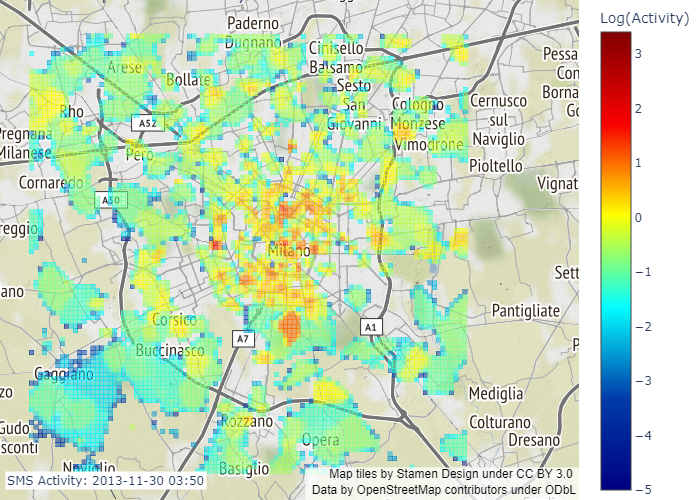 Log(Activity)
Paderno
Dugnano
Cinisello
Balsamo
Arese
Bollate
Sesto
San
Giovanni
Cologno
Monzese
Vimodrone
Cernusco
sul
Naviglio
Pessa
Con
Borna
Go
Rho
A52
Pregnana
Milanese
Pero
Pioltello
Cornaredo
A50
Vignat
reggio
Milano
Sett
ano
Corsico
Buccinasco
A7
A1
Pantigliate
P
Gaggiano
zo
Gudo
sconti
Mediglia
Rozzano
Colturano
Dresano
Opera
Naviglio
Basiglio
SMS Activity: 2013-11-30 03:50
Map tiles by Stamen Design under CC BY 3.0
Data by OpenStreetMap contributors under ODbL
3
2
1
0
−1
−2
−3
−4
−5